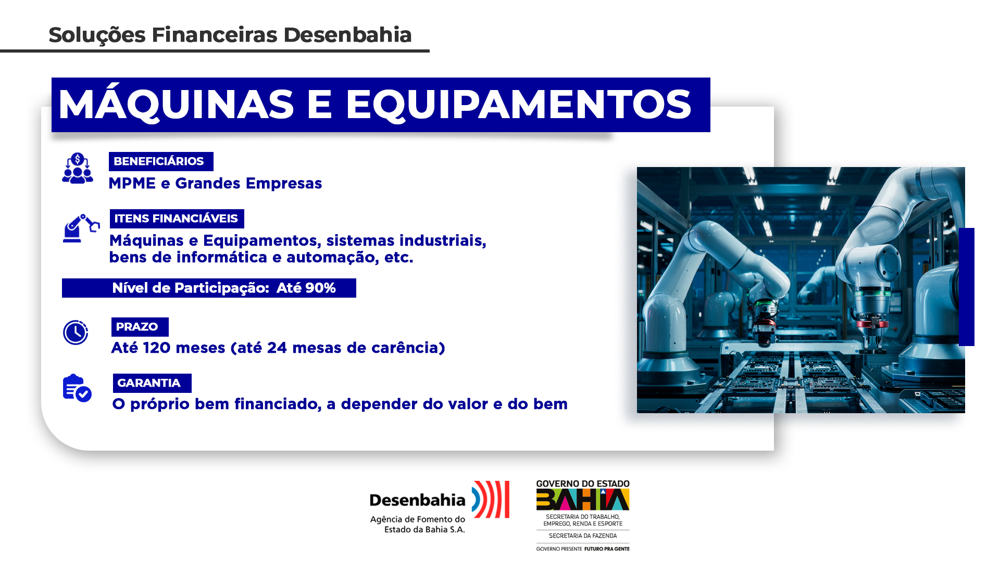 Soluções Financeiras Desenbahia
MÁQUINAS E EQUIPAMENTOS
BENEFICIÁRIOS
MPME e Grandes Empresas
ITENS FINANCIÁVEIS
Máquinas e Equipamentos, sistemas industriais,
bens de informática e automação, etc.
Nível de Participação: Até 90%
PRAZO
Até 120 meses (até 24 mesas de carência)
GARANTIA
O próprio bem financiado, a depender do valor e do bem
Desenbahia
Agência de Fomento do
Estado da Bahia S.A.
GOVERNO DO ESTADO
BAHIA
SECRETARIA DO TRABALHO,
EMPREGO, RENDA E ESPORTE
SECRETARIA DA FAZENDA
GOVERNO PRESENTE FUTURO PRA GENTE